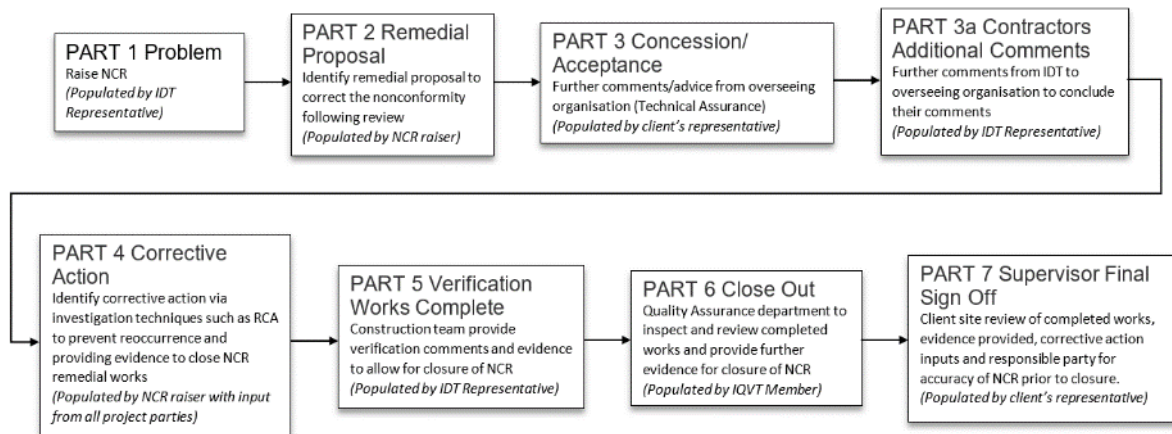 PART 1 Problem
Raise NCR
(Populated by IDT
Representative)
PART 2 Remedial
Proposal
Identify remedial proposal to
correct the nonconformity
following review
(Populated by NCR raiser)
PART 3 Concession/
Acceptance
Further comments/advice from overseeing
organisation (Technical Assurance)
(Populated by client's representative)
PART 3a Contractors
Additional Comments
Further comments from IDT to
overseeing organisation to conclude
their comments
(Populated by IDT Representative)
PART 4 Corrective
Action
Identify corrective action via
investigation techniques such as RCA
to prevent reoccurrence and
providing evidence to close NCR
remedial works
(Populated by NCR raiser with input
from all project parties)
PART 5 Verification
Works Complete
Construction team provide
verification comments and evidence
to allow for closure of NCR
(Populated by IDT Representative)
PART 6 Close Out
Quality Assurance department to
inspect and review completed
works and provide further
evidence for closure of NCR
(Populated by IQVT Member)
PART 7 Supervisor Final
Sign Off
Client site review of completed works,
evidence provided, corrective action
inputs and responsible party for
accuracy of NCR prior to closure.
(Populated by client's representative)